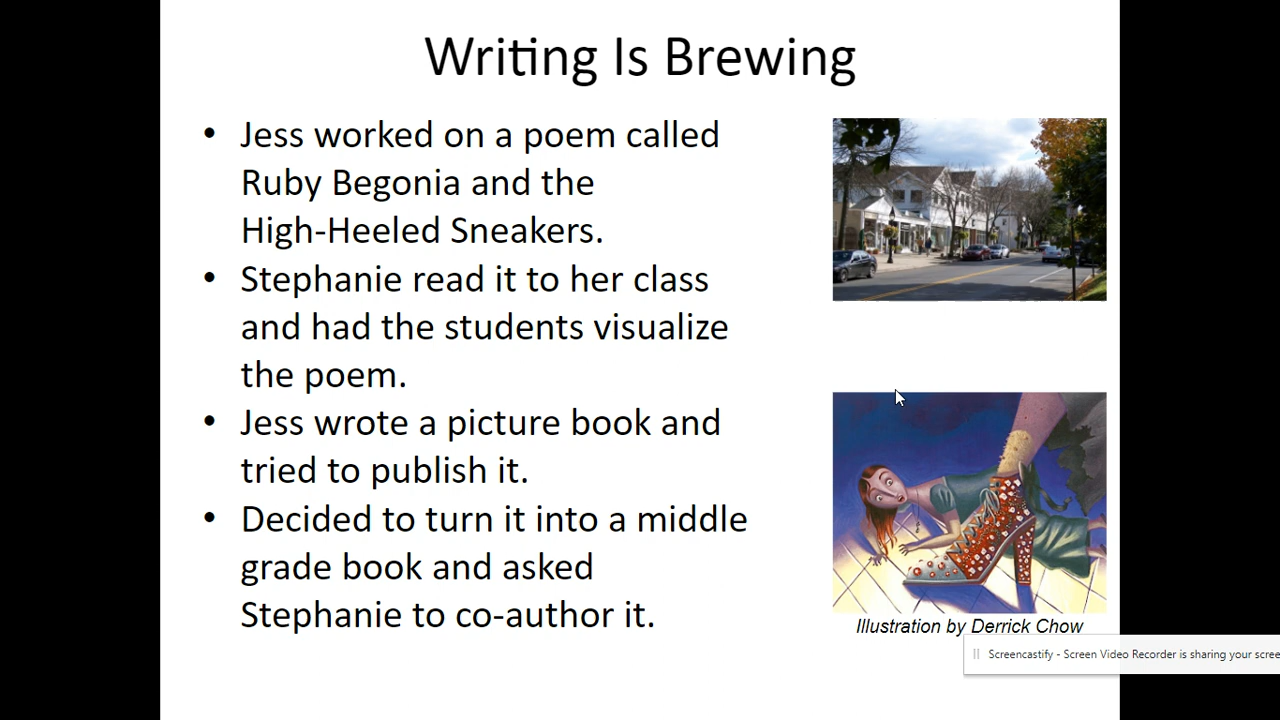 Writing Is Brewing
• Jess worked on a poem called
Ruby Begonia and the
High-Heeled Sneakers.
• Stephanie read it to her class
and had the students visualize
the poem.
• Jess wrote a picture book and
tried to publish it.
• Decided to turn it into a middle
grade book and asked
Stephanie to co-author it.
Illustration by Derrick Chow
Screencastify - Screen Video Recorder is sharing your scree